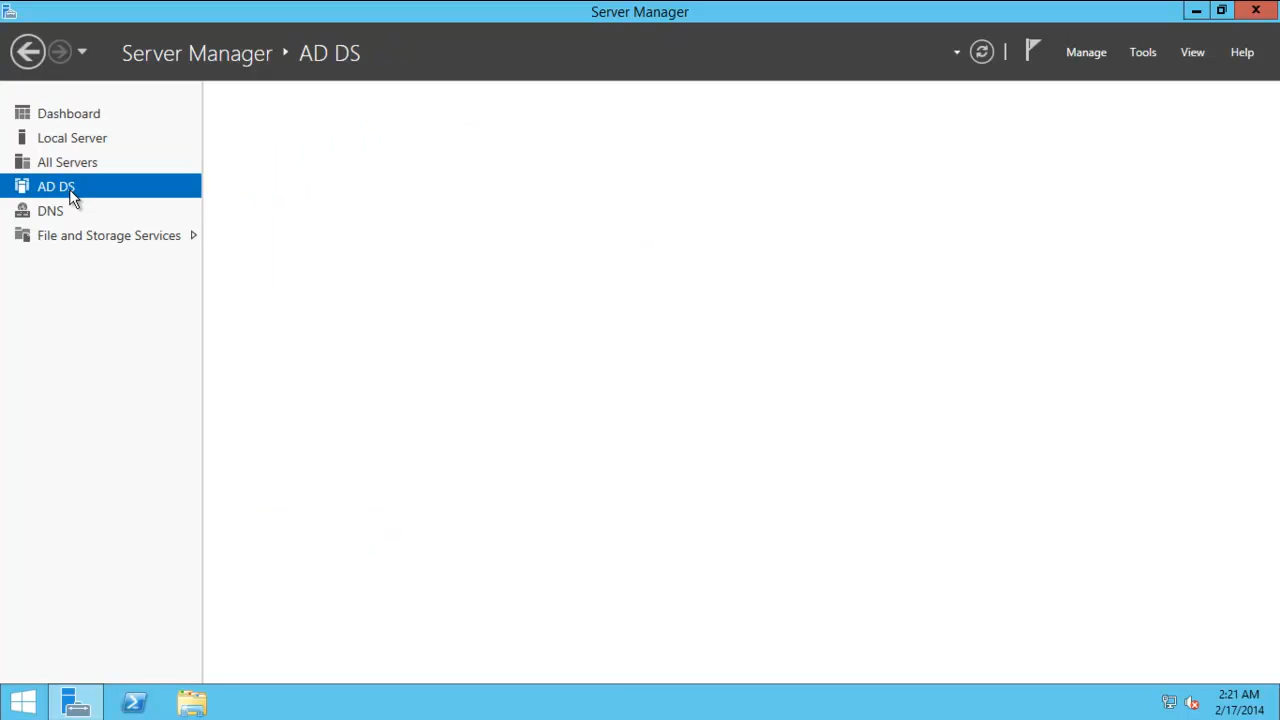 Server Manager
Server Manager ‣ AD DS
Manage
Tools
View
Help
Dashboard
Local Server
All Servers
AD DS
DNS
File and Storage Services
2:21 AM
2/17/2014